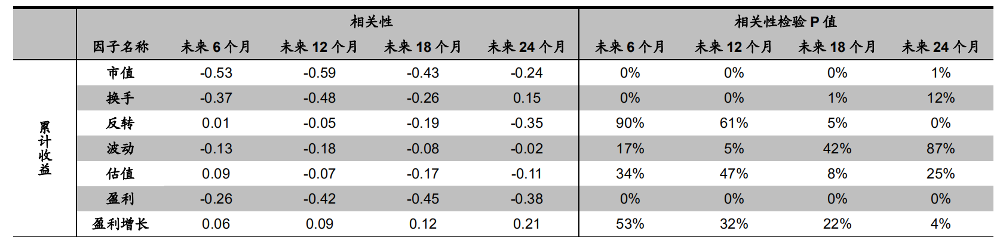 相关性 相关性检验 P 值
因子名称 未来 6 个月 未来 12 个月 未来 18 个月 未来 24 个月 未来 6 个月 未来 12 个月 未来 18 个月 未来 24 个月
累计收益
市值 -0.53 -0.59 -0.43 -0.24 0% 0% 0% 1%
换手 -0.37 -0.48 -0.26 0.15 0% 0% 1% 12%
反转 0.01 -0.05 -0.19 -0.35 90% 61% 5% 0%
波动 -0.13 -0.18 -0.08 -0.02 17% 5% 42% 87%
估值 0.09 -0.07 -0.17 -0.11 34% 47% 8% 25%
盈利 -0.26 -0.42 -0.45 -0.38 0% 0% 0% 0%
盈利增长 0.06 0.09 0.12 0.21 53% 32% 22% 4%